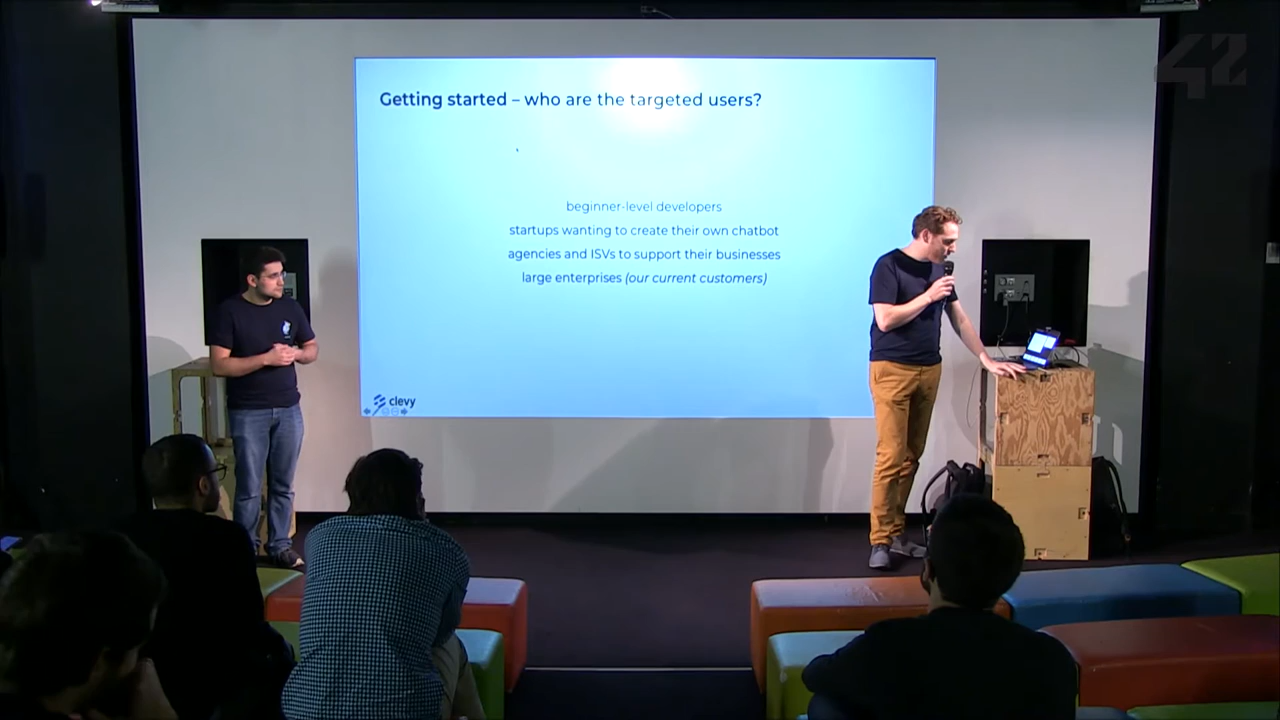 42
Getting started – who are the targeted users?
beginner-level developers
startups wanting to create their own chatbot
agencies and ISVs to support their businesses
large enterprises (our current customers)
clevy